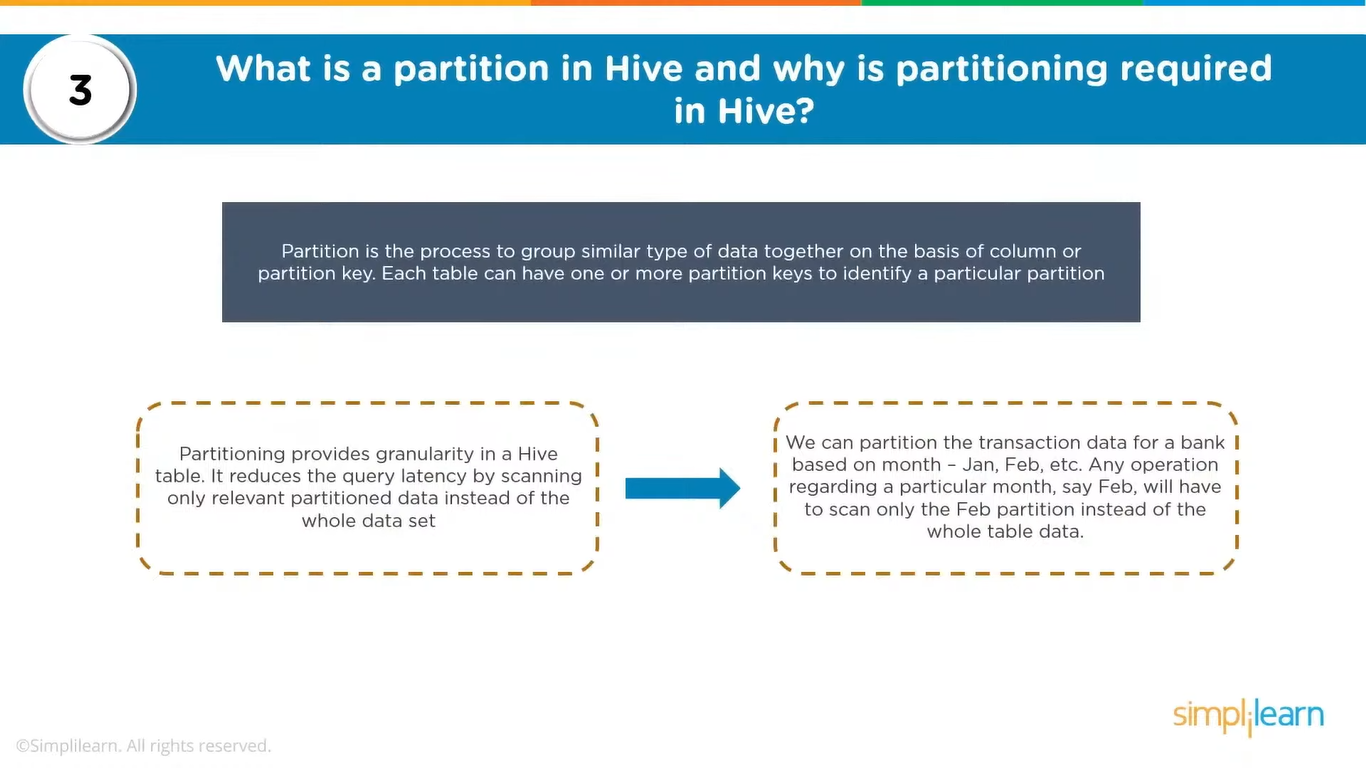 3
What is a partition in Hive and why is partitioning required
in Hive?
Partition is the process to group similar type of data together on the basis of column or
partition key. Each table can have one or more partition keys to identify a particular partition
Partitioning provides granularity in a Hive
table. It reduces the query latency by scanning
only relevant partitioned data instead of the
whole data set
We can partition the transaction data for a bank
based on month – Jan, Feb, etc. Any operation
regarding a particular month, say Feb, will have
to scan only the Feb partition instead of the
whole table data.
simplilearn
©Simplilearn. All rights reserved.